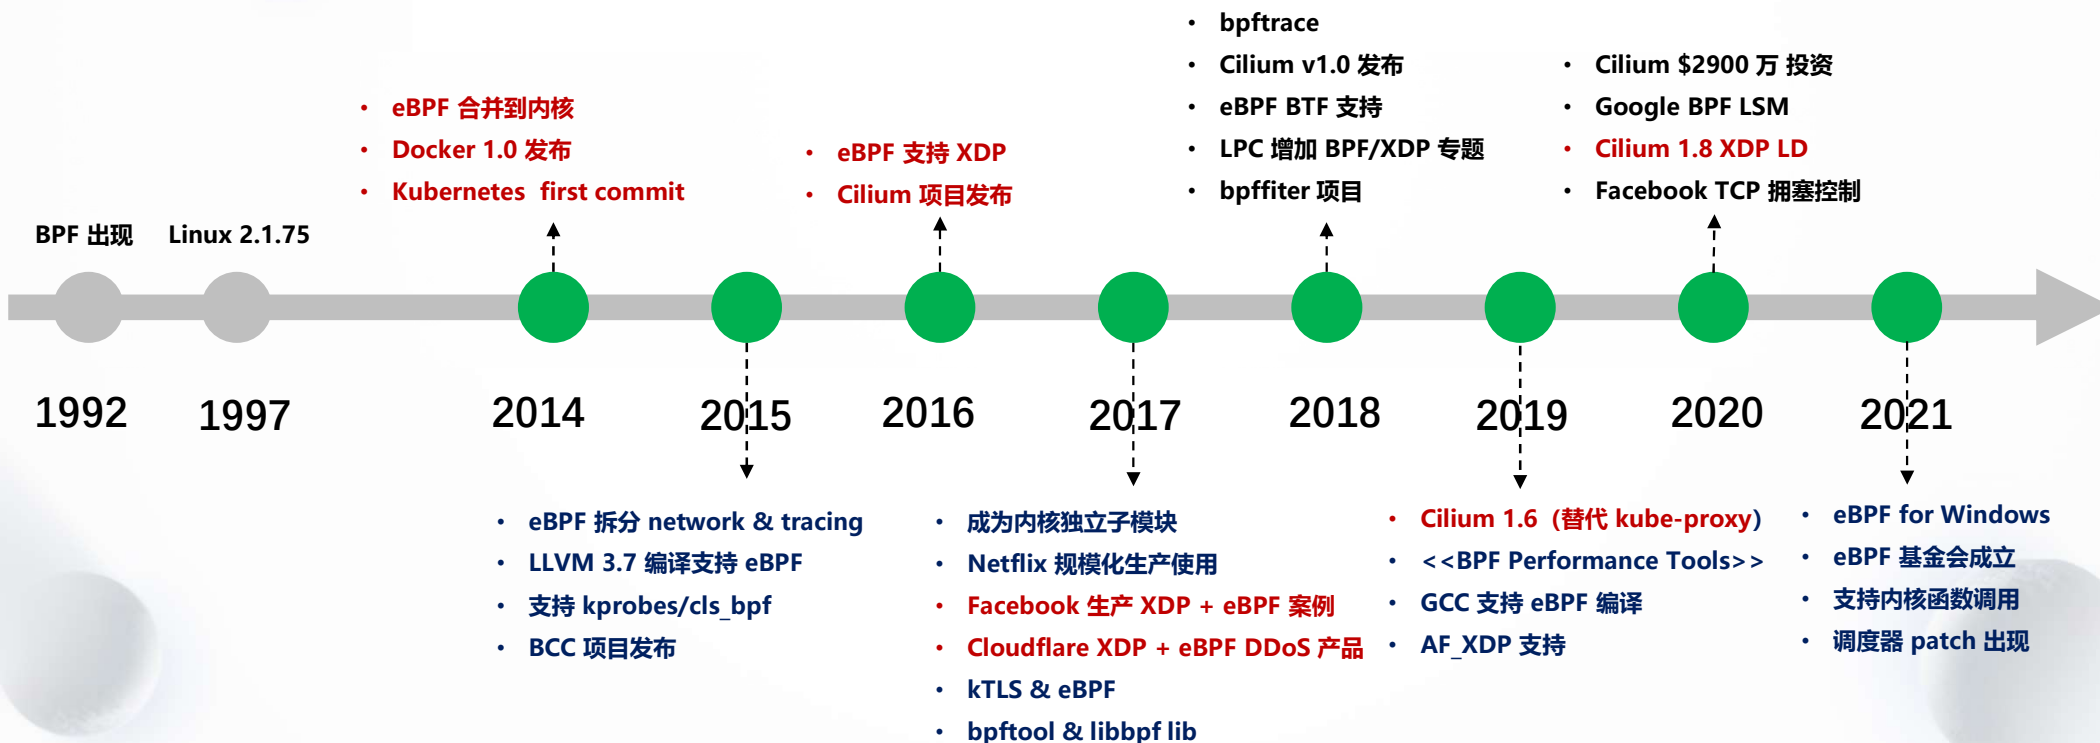 BPF 出现
Linux 2.1.75
• eBPF 合并到内核
• Docker 1.0 发布
• Kubernetes  first commit
• eBPF 支持 XDP
• Cilium 项目发布
• bpftrace
• Cilium v1.0 发布
• eBPF BTF 支持
• LPC 增加 BPF/XDP 专题
• bpffiter 项目
• Cilium $2900 万 投资
• Google BPF LSM
• Cilium 1.8 XDP LD
• Facebook TCP 拥塞控制
1992
1997
2014
2015
2016
2017
2018
2019
2020
2021
• eBPF 拆分 network & tracing
• LLVM 3.7 编译支持 eBPF
• 支持 kprobes/cls_bpf
• BCC 项目发布
• 成为内核独立子模块
• Netflix 规模化生产使用
• Facebook 生产 XDP + eBPF 案例
• Cloudflare XDP + eBPF DDoS 产品
• kTLS & eBPF
• bpftool & libbpf lib
• Cilium 1.6  (替代 kube-proxy)
• <<BPF Performance Tools>>
• GCC 支持 eBPF 编译
• AF_XDP 支持
• eBPF for Windows
• eBPF 基金会成立
• 支持内核函数调用
• 调度器 patch 出现